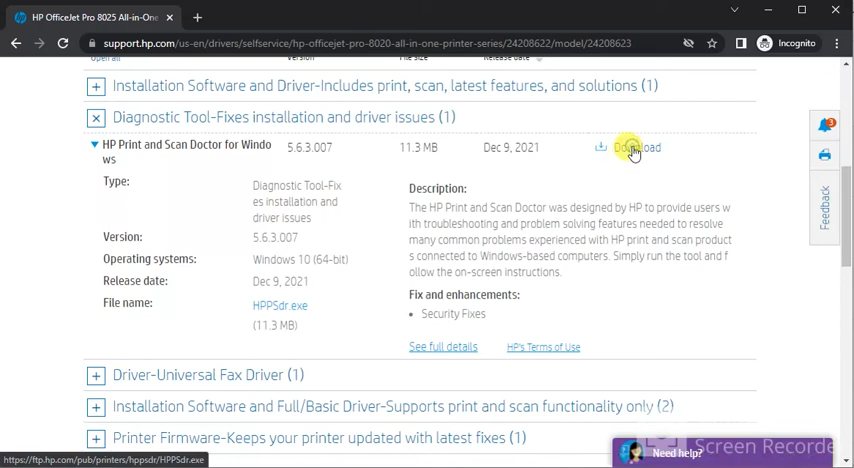 HP OfficeJet Pro 8025 All-in-One
support.hp.com/us-en/drivers/selfservice/hp-officejet-pro-8020-all-in-one-printer-series/24208622/model/24208623
Incognito
Open all Version File size Release date
Installation Software and Driver-Includes print, scan, latest features, and solutions (1)
Diagnostic Tool-Fixes installation and driver issues (1)
HP Print and Scan Doctor for Windo
ws
5.6.3.007 11.3 MB Dec 9, 2021 Download
Type:
Diagnostic Tool-Fix
es installation and
driver issues
Version: 5.6.3.007
Operating systems: Windows 10 (64-bit)
Release date: Dec 9, 2021
File name: HPPSdr.exe
(11.3 MB)
Description:
The HP Print and Scan Doctor was designed by HP to provide users w
ith troubleshooting and problem solving features needed to resolve
many common problems experienced with HP print and scan product
s connected to Windows-based computers. Simply run the tool and f
ollow the on-screen instructions.
Fix and enhancements:
Security Fixes
See full details HP's Terms of Use
3
Feedback
Driver-Universal Fax Driver (1)
Installation Software and Full/Basic Driver-Supports print and scan functionality only (2)
Printer Firmware-Keeps your printer updated with latest fixes (1)
Need help?
Screen Recorde
https://ftp.hp.com/pub/printers/hppsdr/HPPSdr.exe